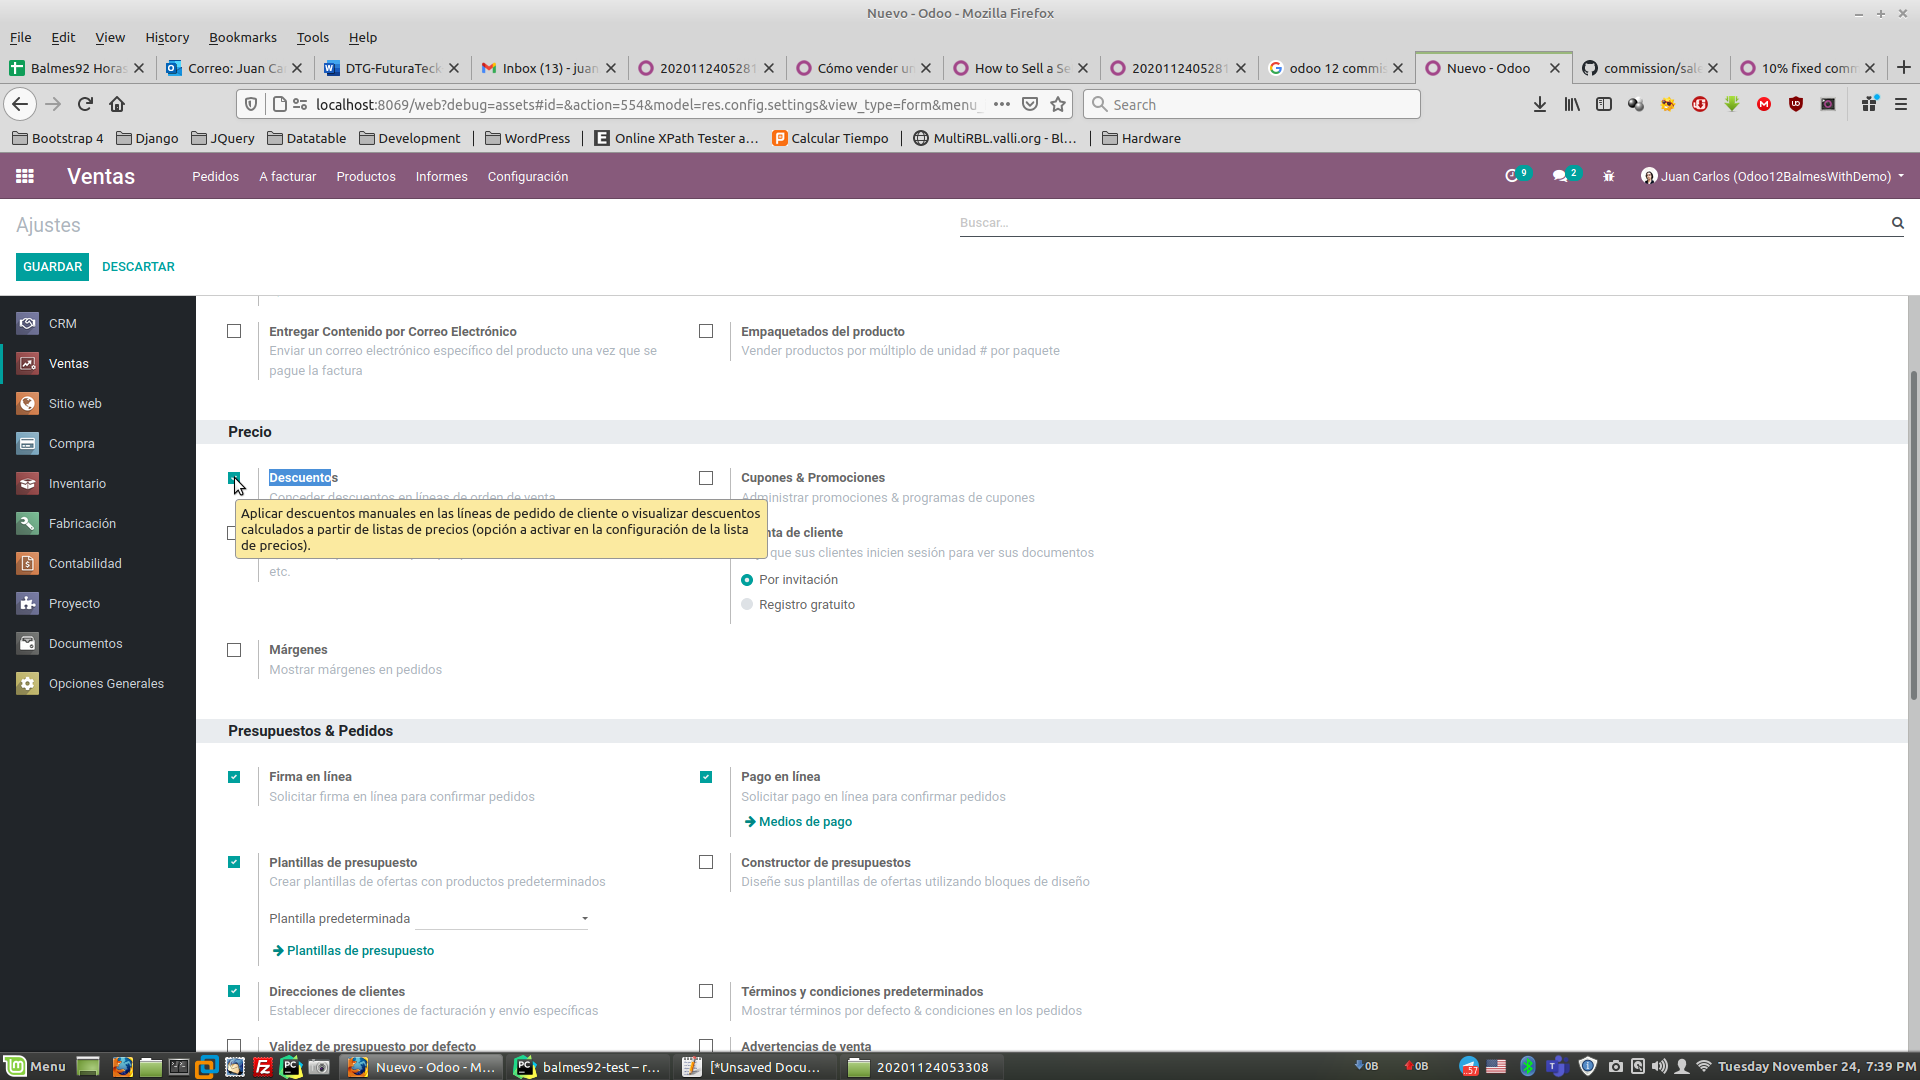 Nuevo - Odoo - Mozilla Firefox
File Edit View History Bookmarks Tools Help
Balmes92 Horas Correo: Juan Ca DTG-FuturaTeck Inbox (13) - juan 2020112405281 Cómo vender un How to Sell a Se 2020112405281 odoo 12 commis Nuevo - Odoo commission/sale 10% fixed comm
localhost:8069/web?debug=assets#id=&action=554&model=res.config.settings&view_type=form&menu_ Search
Bootstrap 4 Django JQuery Datatable Development WordPress Online XPath Tester a... Calcular Tiempo MultiRBL.valli.org - Bl... Hardware
Ventas Pedidos A facturar Productos Informes Configuración 9 2 Juan Carlos (Odoo12BalmesWithDemo)
Ajustes
Buscar...
GUARDAR DESCARTAR
CRM
Ventas
Sitio web
Compra
Inventario
Fabricación
Contabilidad
Proyecto
Documentos
Opciones Generales
Entregar Contenido por Correo Electrónico
Enviar un correo electrónico específico del producto una vez que se
pague la factura
Empaquetados del producto
Vender productos por múltiplo de unidad # por paquete
Precio
Descuentos
Conceder descuentos en líneas de orden de venta
Aplicar descuentos manuales en las líneas de pedido de cliente o visualizar descuentos
calculados a partir de listas de precios (opción a activar en la configuración de la lista
de precios).
etc.
Cupones & Promociones
Administrar promociones & programas de cupones
nta de cliente
que sus clientes inicien sesión para ver sus documentos
Por invitación
Registro gratuito
Márgenes
Mostrar márgenes en pedidos
Presupuestos & Pedidos
Firma en línea
Solicitar firma en línea para confirmar pedidos
Pago en línea
Solicitar pago en línea para confirmar pedidos
Medios de pago
Plantillas de presupuesto
Crear plantillas de ofertas con productos predeterminados
Plantilla predeterminada
Plantillas de presupuesto
Constructor de presupuestos
Diseñe sus plantillas de ofertas utilizando bloques de diseño
Direcciones de clientes
Establecer direcciones de facturación y envío específicas
Términos y condiciones predeterminados
Mostrar términos por defecto & condiciones en los pedidos
Validez de presupuesto por defecto
Advertencias de venta
Menu Nuevo - Odoo - M... balmes92-test – r... [*Unsaved Docu... 20201124053308 0B 0B Tuesday November 24, 7:39 PM